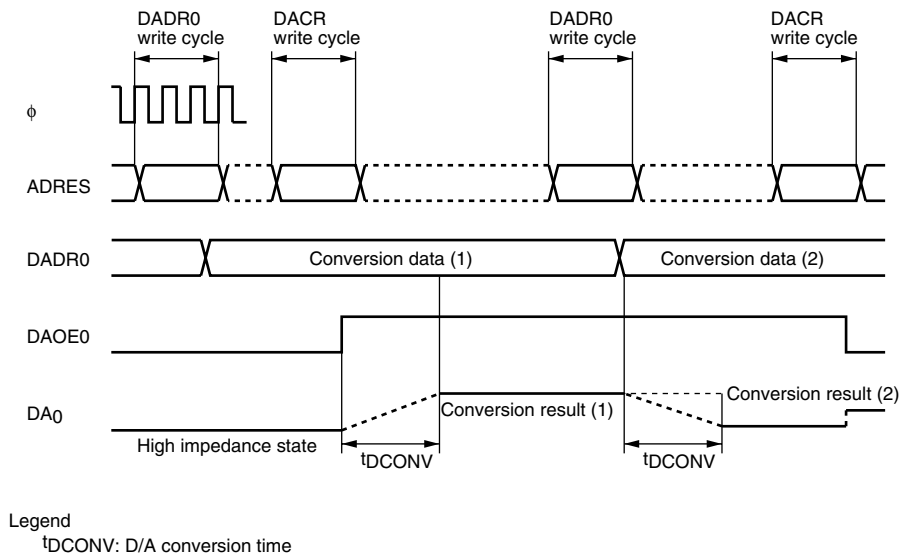 DADR0
write cycle
DACR
write cycle
DADR0
write cycle
DACR
write cycle
φ
ADRES
DADR0
Conversion data (1)
Conversion data (2)
DAOE0
DA0
Conversion result (1)
Conversion result (2)
High impedance state
tDCONV
tDCONV
Legend
tDCONV: D/A conversion time